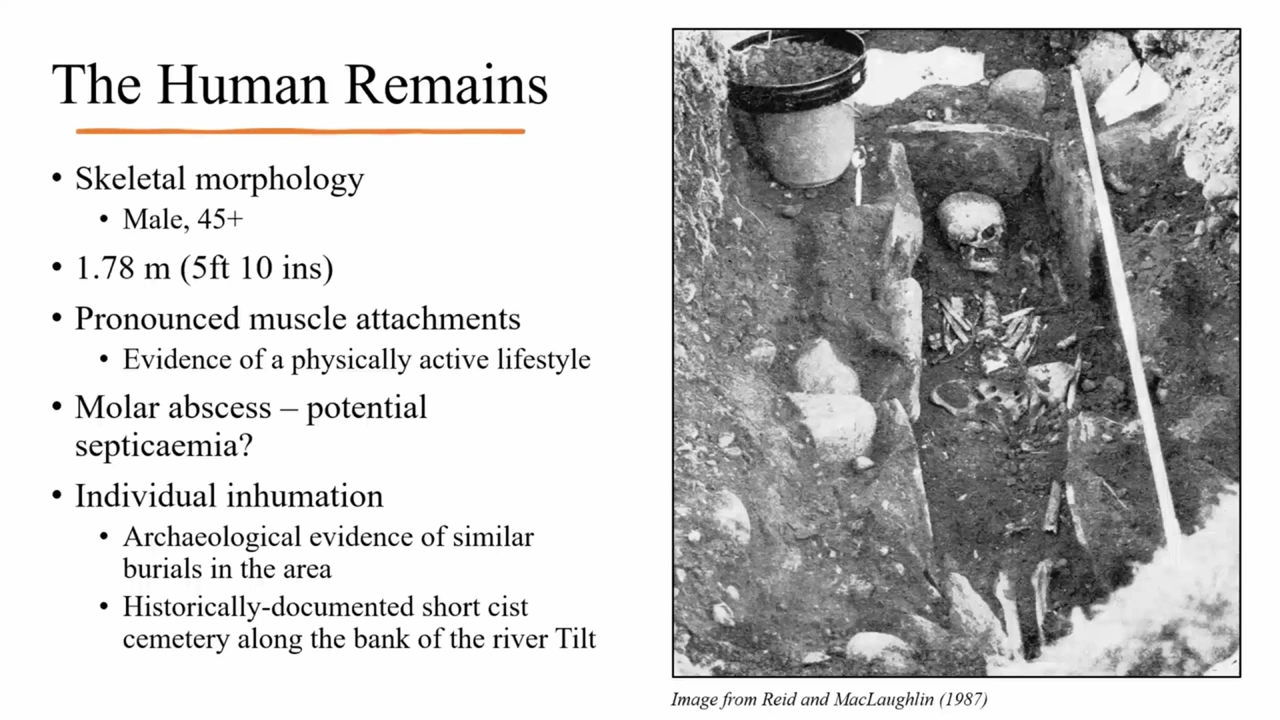 The Human Remains
• Skeletal morphology
• Male, 45+
• 1.78 m (5ft 10 ins)
• Pronounced muscle attachments
• Evidence of a physically active lifestyle
• Molar abscess – potential
septicaemia?
• Individual inhumation
• Archaeological evidence of similar
burials in the area
• Historically-documented short cist
cemetery along the bank of the river Tilt
Image from Reid and MacLaughlin (1987)